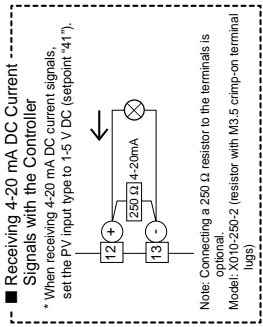 ■ Receiving 4-20 mA DC Current
Signals with the Controller
* When receiving 4-20 mA DC current signals,
set the PV input type to 1-5 V DC (setpoint "41").
12
+
13
-
250 Ω
4-20mA
Note: Connecting a 250 Ω resistor to the terminals is
optional.
Model: X010-250-2 (resistor with M3.5 crimp-on terminal
lugs)